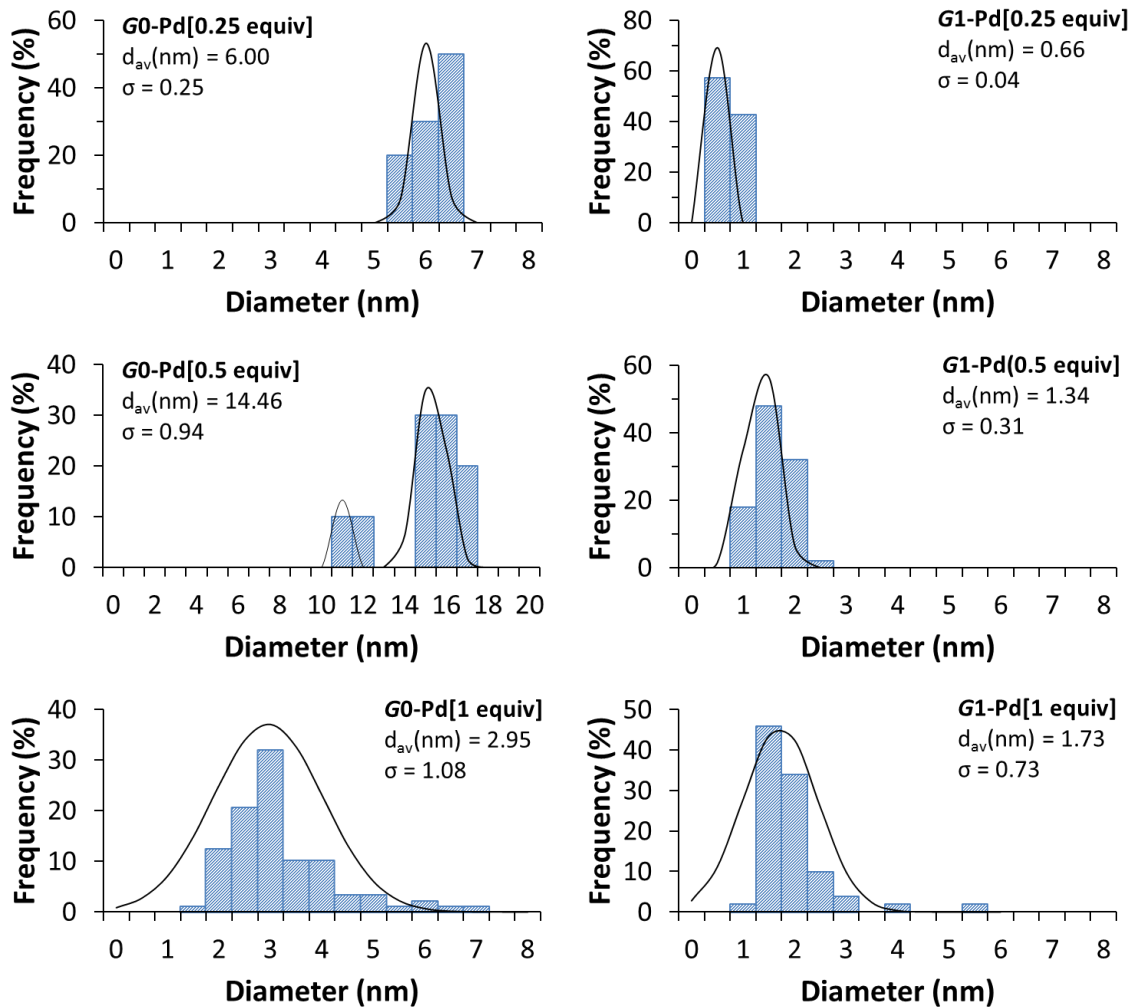 G0-Pd[0.25 equiv]
dav(nm) = 6.00
σ = 0.25
Frequency (%)
60
40
20
0
0 1 2 3 4 5 6 7 8
Diameter (nm)
G1-Pd[0.25 equiv]
dav(nm) = 0.66
σ = 0.04
Frequency (%)
80
60
40
20
0
0 1 2 3 4 5 6 7 8
Diameter (nm)
G0-Pd[0.5 equiv]
dav(nm) = 14.46
σ = 0.94
Frequency (%)
40
30
20
10
0
0 2 4 6 8 10 12 14 16 18 20
Diameter (nm)
G1-Pd(0.5 equiv]
dav(nm) = 1.34
σ = 0.31
Frequency (%)
60
40
20
0
0 1 2 3 4 5 6 7 8
Diameter (nm)
G0-Pd[1 equiv]
dav(nm) = 2.95
σ = 1.08
Frequency (%)
40
30
20
10
0
0 1 2 3 4 5 6 7 8
Diameter (nm)
G1-Pd[1 equiv]
dav(nm) = 1.73
σ = 0.73
Frequency (%)
50
40
30
20
10
0
0 1 2 3 4 5 6 7 8
Diameter (nm)